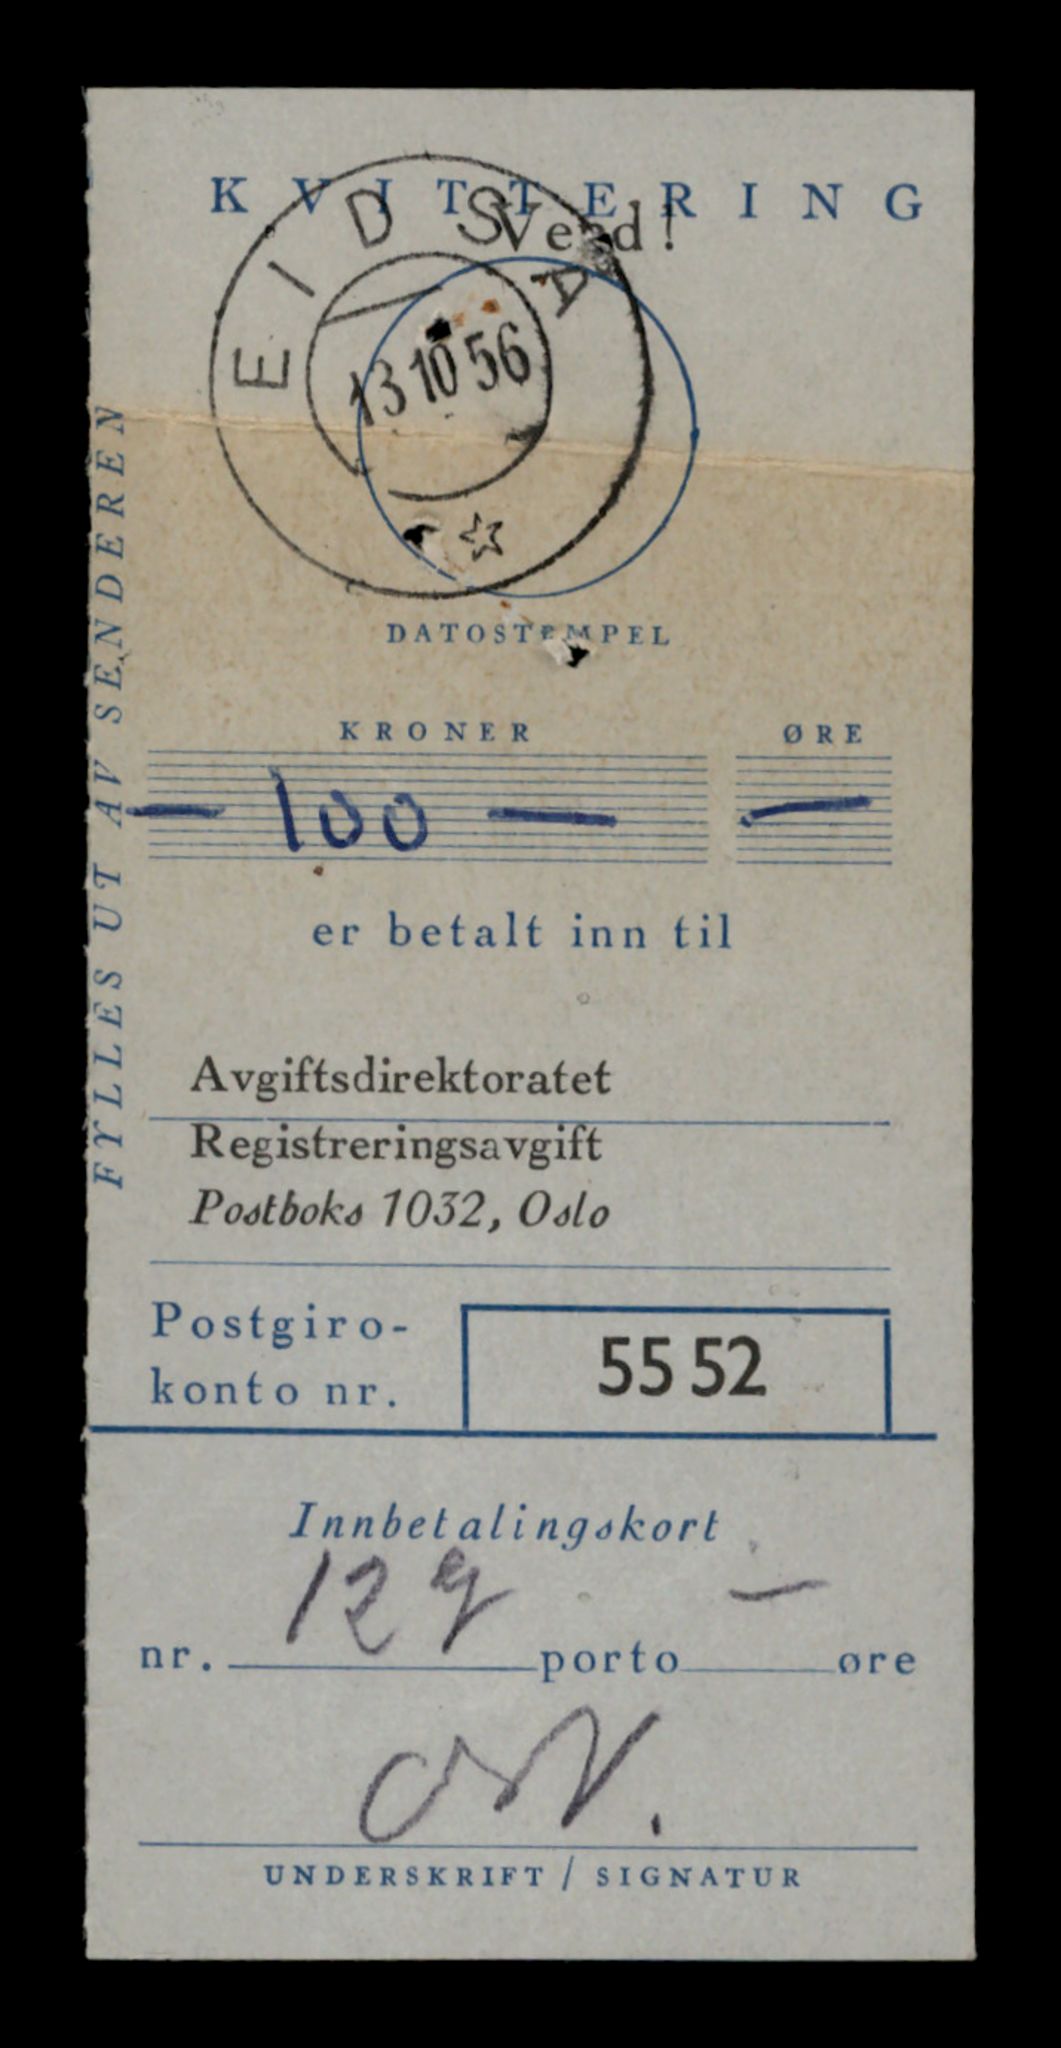 KVITTERING
Vend!
EIDSVÅG
13 10 56
DATOSTEMPEL
FYLLES UT AV SENDEREN
KRONER ØRE
— 100 — —
er betalt inn til
Avgiftsdirektoratet
Registreringsavgift
Postboks 1032, Oslo
Postgiro-
konto nr. 55 52
Innbetalingskort
nr. 129 porto — øre
UNDERSKRIFT / SIGNATUR